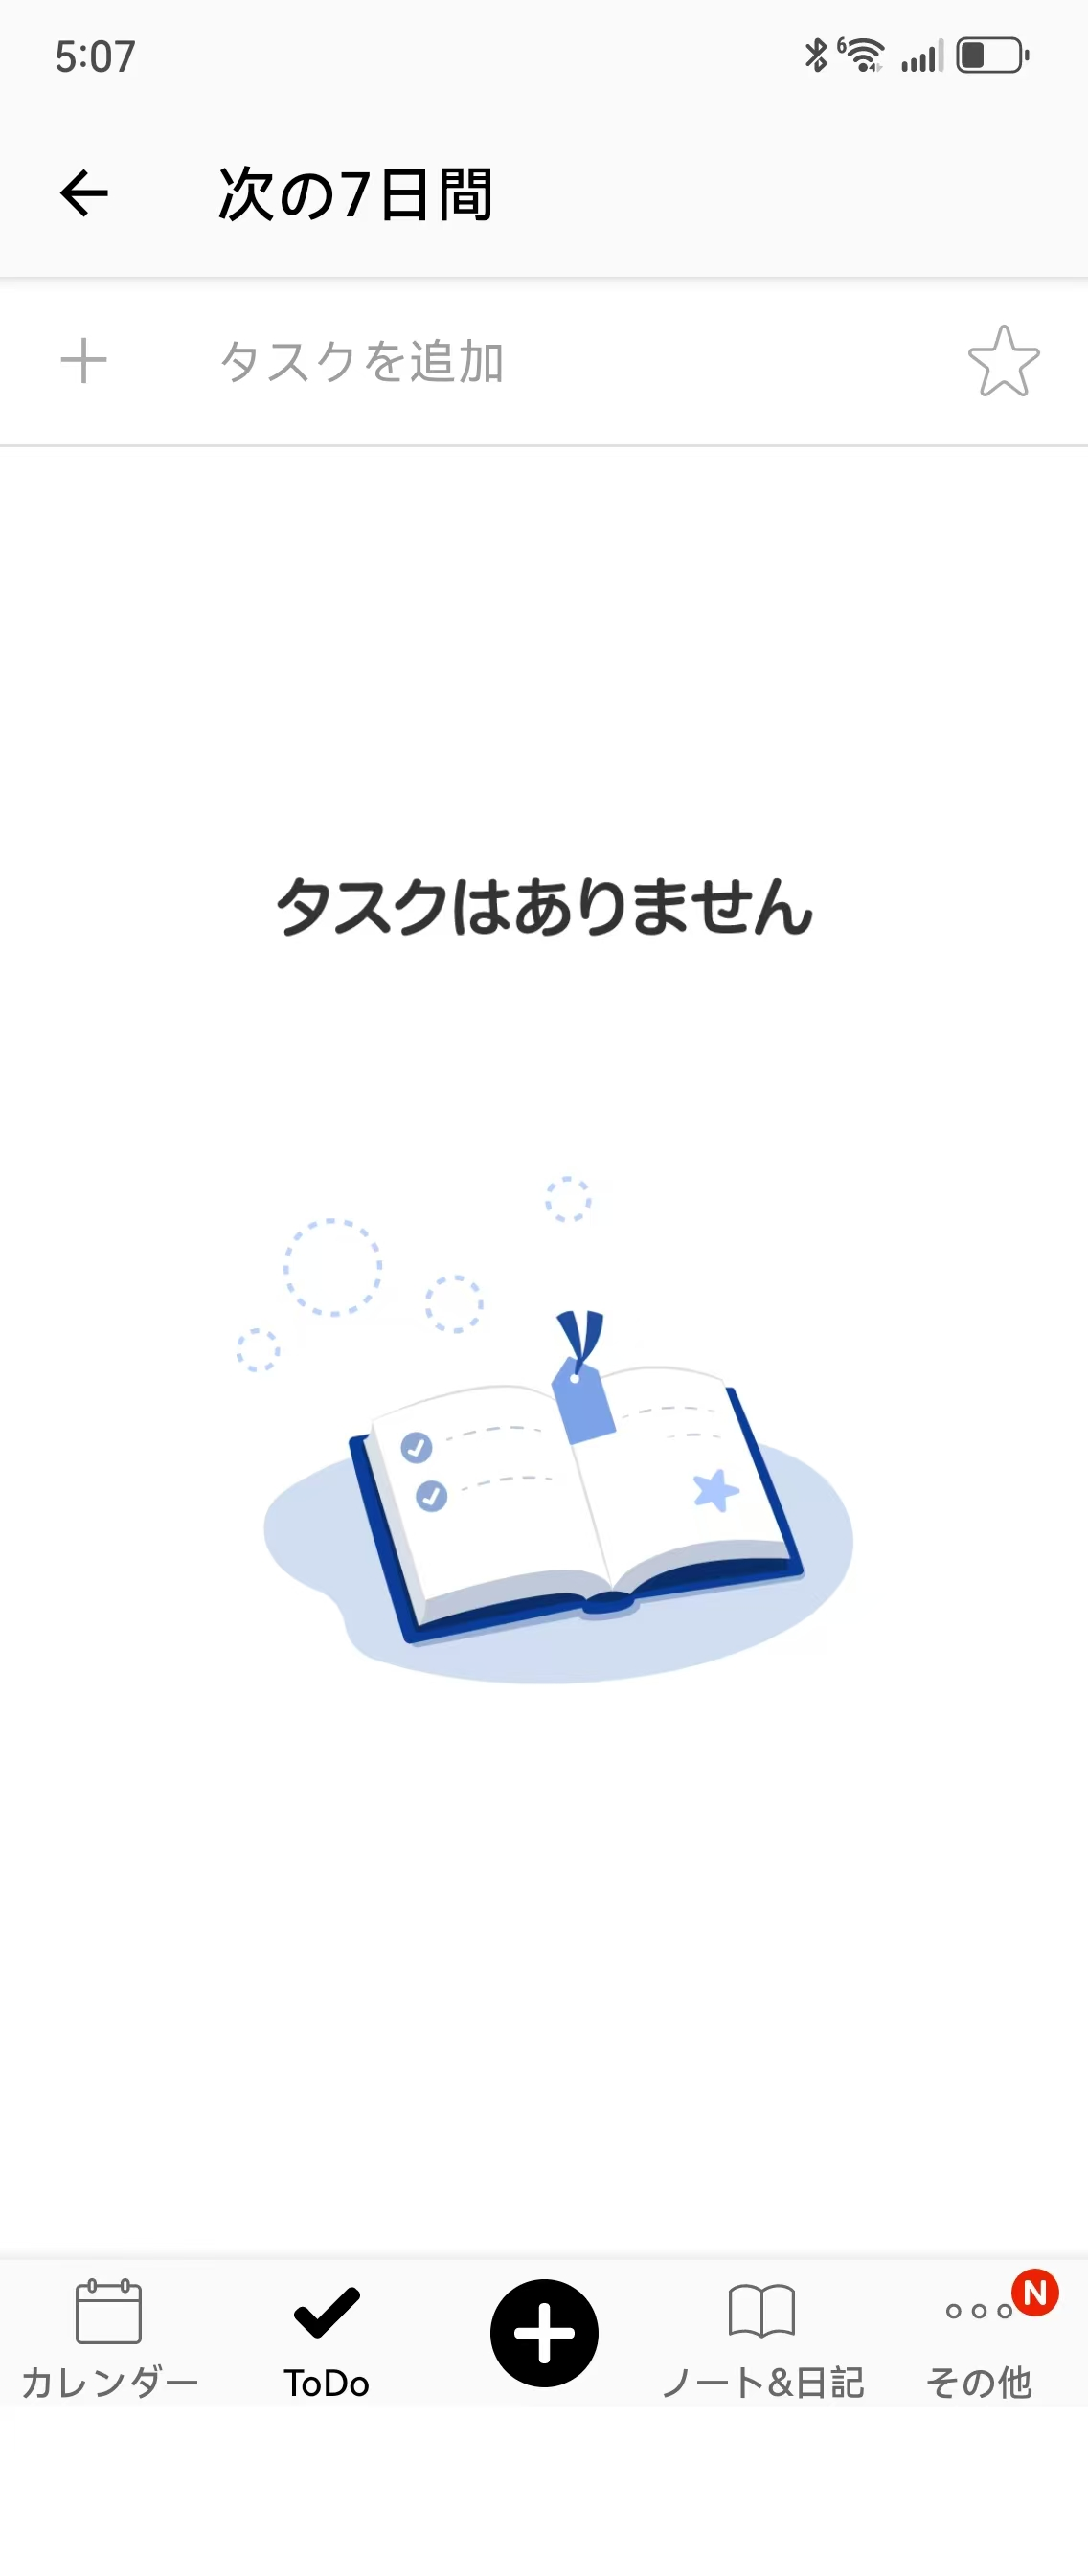 5:07
次の7日間
タスクを追加
タスクはありません
カレンダー
ToDo
ノート&日記
その他
N